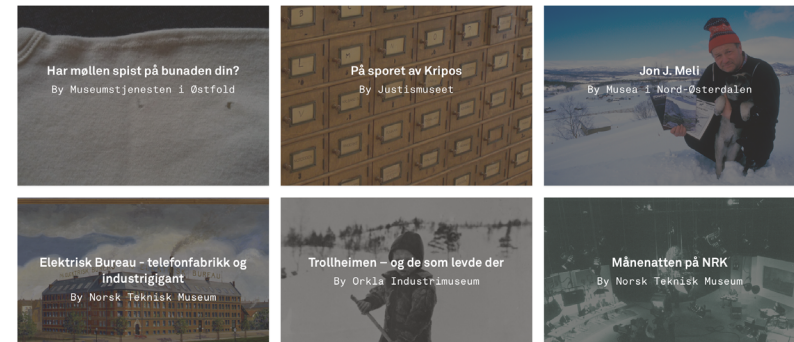 Har møllen spist på bunaden din?
By Museumstjenesten i Østfold
På sporet av Kripos
By Justismuseet
Jon J. Meli
By Musea i Nord-Østerdalen
Elektrisk Bureau - telefonfabrikk og
industrigigant
By Norsk Teknisk Museum
Trollheimen – og de som levde der
By Orkla Industrimuseum
Månenatten på NRK
By Norsk Teknisk Museum